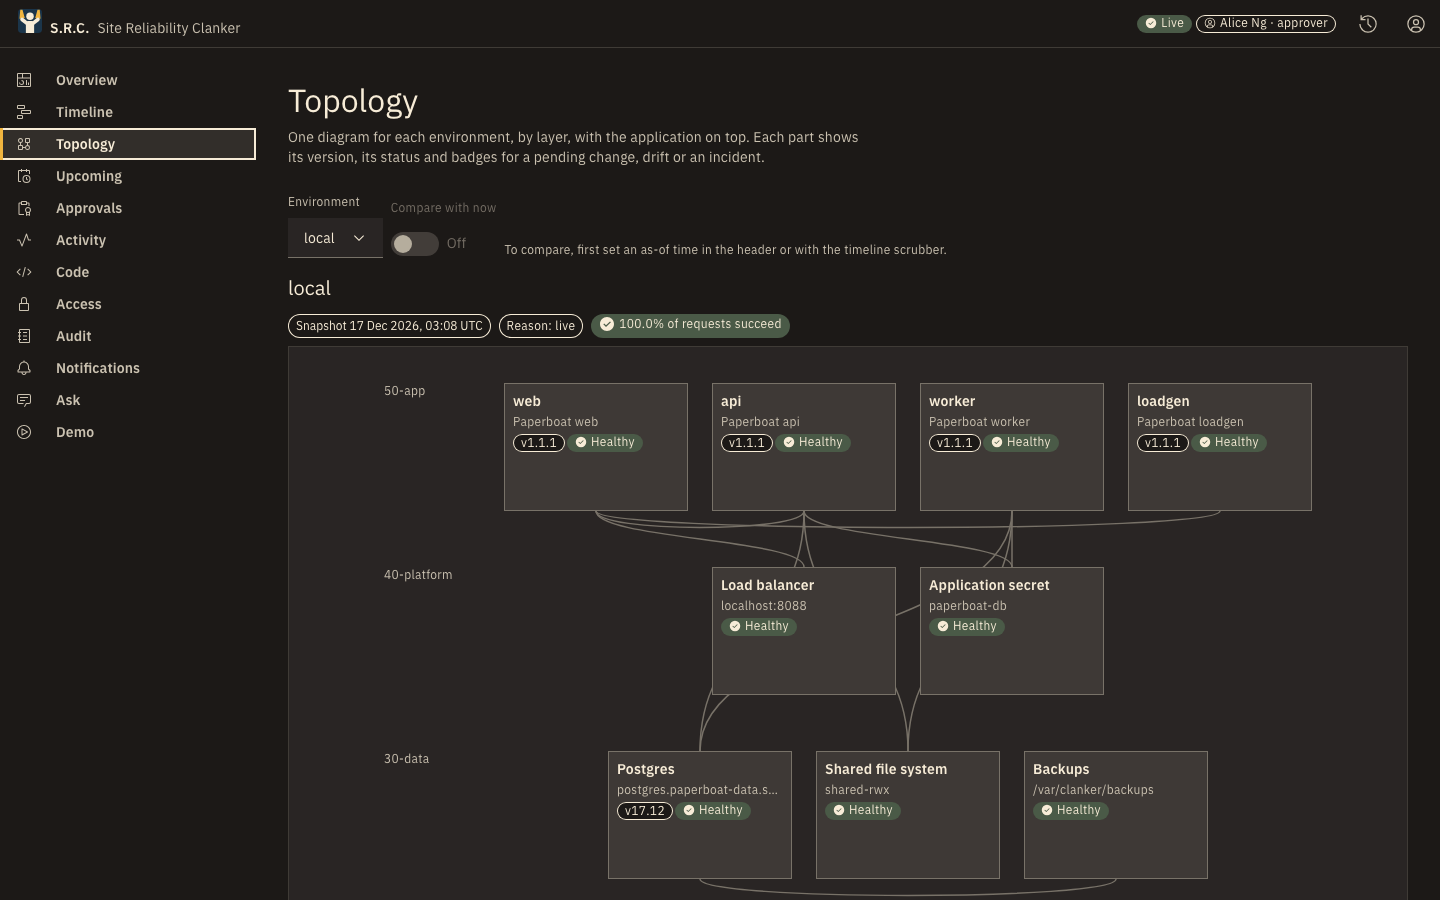 S.R.C. Site Reliability Clanker
Live
Alice Ng · approver
Overview
Timeline
Topology
Upcoming
Approvals
Activity
Code
Access
Audit
Notifications
Ask
Demo
Topology
One diagram for each environment, by layer, with the application on top. Each part shows
its version, its status and badges for a pending change, drift or an incident.
Environment
local
Compare with now
Off
To compare, first set an as-of time in the header or with the timeline scrubber.
local
Snapshot 17 Dec 2026, 03:08 UTC
Reason: live
100.0% of requests succeed
50-app
web
Paperboat web
v1.1.1 Healthy
api
Paperboat api
v1.1.1 Healthy
worker
Paperboat worker
v1.1.1 Healthy
loadgen
Paperboat loadgen
v1.1.1 Healthy
40-platform
Load balancer
localhost:8088
Healthy
Application secret
paperboat-db
Healthy
30-data
Postgres
postgres.paperboat-data.s...
v17.12 Healthy
Shared file system
shared-rwx
Healthy
Backups
/var/clanker/backups
Healthy